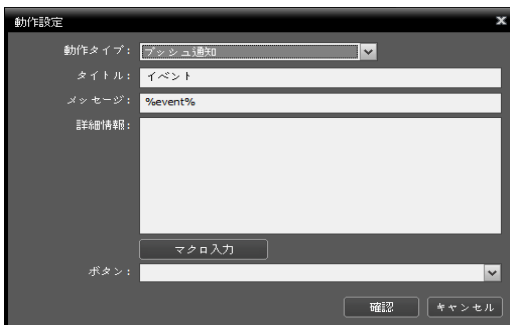 動作設定 x
動作タイプ: プッシュ通知
タイトル: イベント
メッセージ: %event%
詳細情報:
マクロ入力
ボタン:
確認 キャンセル